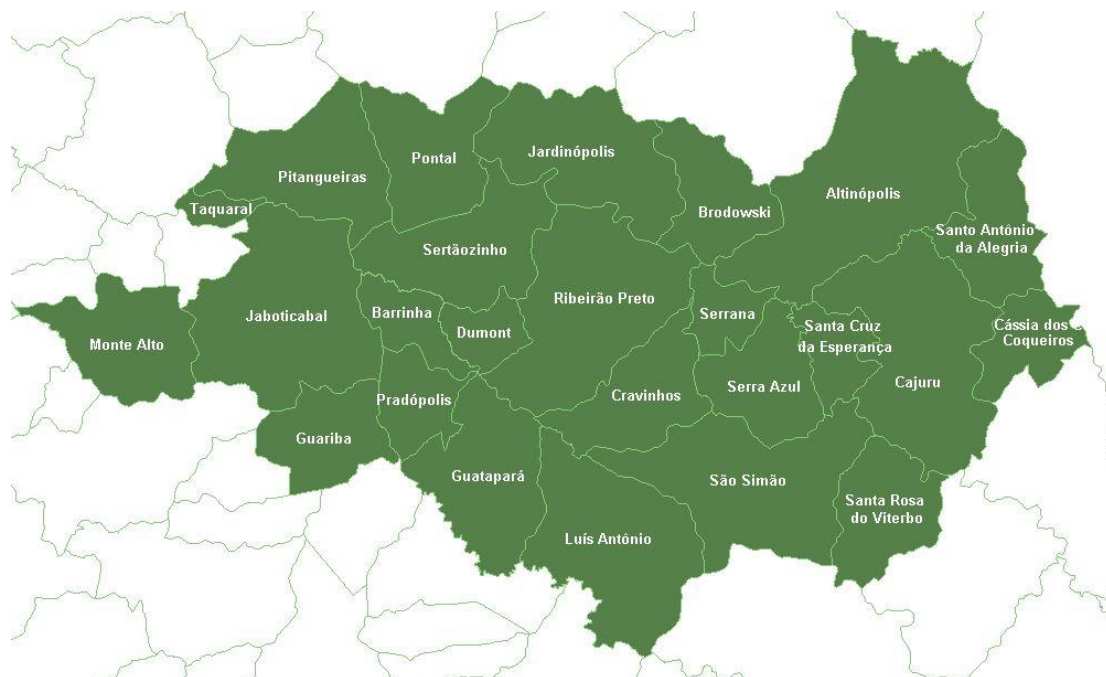 Pontal
Jardinópolis
Pitangueiras
Altinópolis
Taquaral
Brodowski
Santo Antônio
da Alegria
Sertãozinho
Ribeirão Preto
Jaboticabal
Barrinha
Serrana
Dumont
Santa Cruz
da Esperança
Cássia dos
Coqueiros
Monte Alto
Serra Azul
Cajuru
Pradópolis
Cravinhos
Guariba
Guatapará
São Simão
Santa Rosa
do Viterbo
Luís Antônio